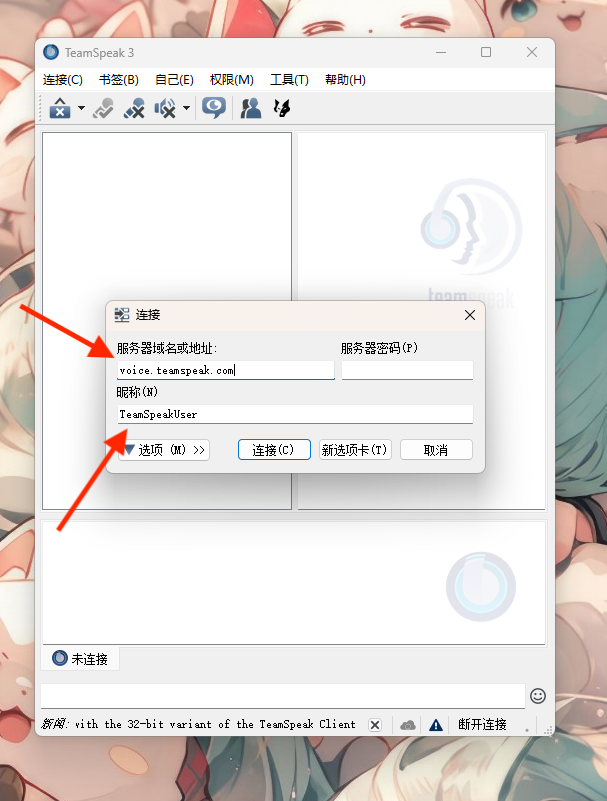 TeamSpeak 3
连接(C) 书签(B) 自己(E) 权限(M) 工具(T) 帮助(H)
teamspeak
连接
服务器域名或地址: 服务器密码(P)
voice.teamspeak.com
昵称(N)
TeamSpeakUser
选项 (M) >> 连接(C) 新选项卡(T) 取消
未连接
新闻: with the 32-bit variant of the TeamSpeak Client 断开连接